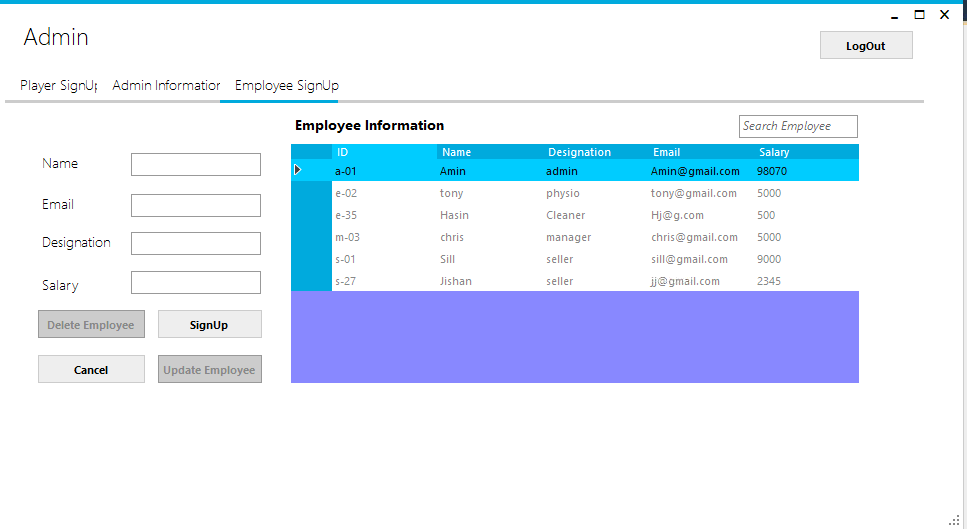 Admin
LogOut
Player SignUp Admin Information Employee SignUp
Employee Information
Search Employee
Name
Email
Designation
Salary
Delete Employee SignUp
Cancel Update Employee
ID Name Designation Email Salary
a-01 Amin admin Amin@gmail.com 98070
e-02 tony physio tony@gmail.com 5000
e-35 Hasin Cleaner Hj@g.com 500
m-03 chris manager chris@gmail.com 5000
s-01 Sill seller sill@gmail.com 9000
s-27 Jishan seller jj@gmail.com 2345